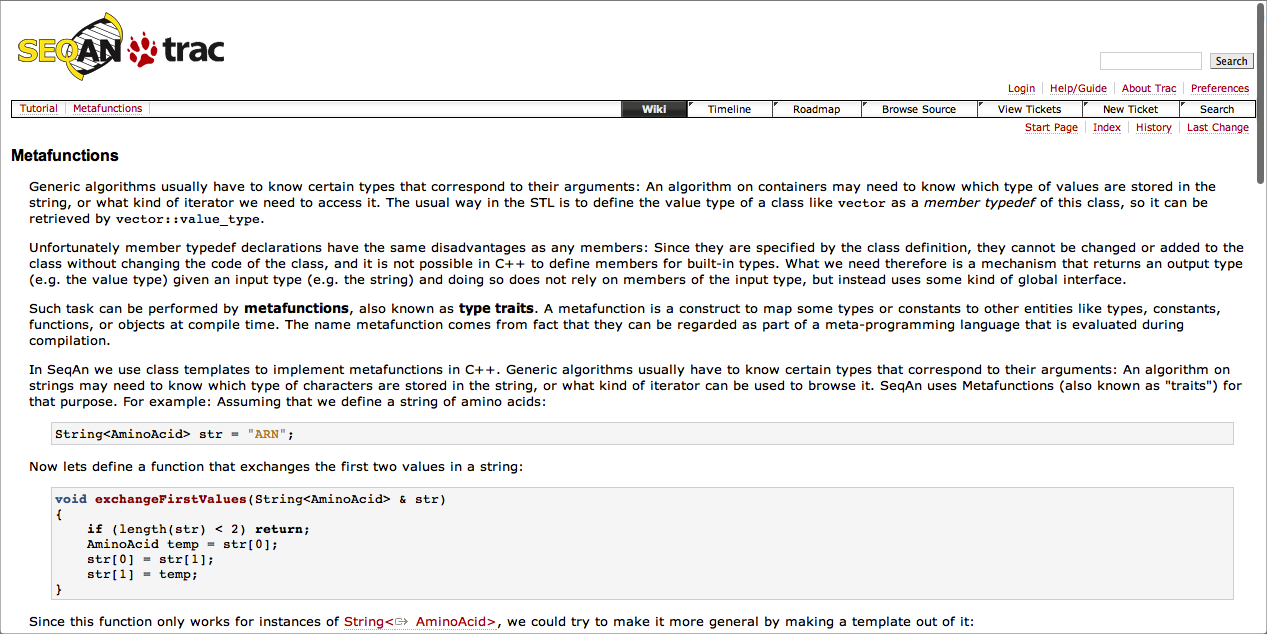 SEQAN trac
Search
Login Help/Guide About Trac Preferences
Tutorial Metafunctions Wiki Timeline Roadmap Browse Source View Tickets New Ticket Search
Start Page Index History Last Change
Metafunctions
Generic algorithms usually have to know certain types that correspond to their arguments: An algorithm on containers may need to know which type of values are stored in the
string, or what kind of iterator we need to access it. The usual way in the STL is to define the value type of a class like vector as a member typedef of this class, so it can be
retrieved by vector::value_type.
Unfortunately member typedef declarations have the same disadvantages as any members: Since they are specified by the class definition, they cannot be changed or added to the
class without changing the code of the class, and it is not possible in C++ to define members for built-in types. What we need therefore is a mechanism that returns an output type
(e.g. the value type) given an input type (e.g. the string) and doing so does not rely on members of the input type, but instead uses some kind of global interface.
Such task can be performed by metafunctions, also known as type traits. A metafunction is a construct to map some types or constants to other entities like types, constants,
functions, or objects at compile time. The name metafunction comes from fact that they can be regarded as part of a meta-programming language that is evaluated during
compilation.
In SeqAn we use class templates to implement metafunctions in C++. Generic algorithms usually have to know certain types that correspond to their arguments: An algorithm on
strings may need to know which type of characters are stored in the string, or what kind of iterator can be used to browse it. SeqAn uses Metafunctions (also known as "traits") for
that purpose. For example: Assuming that we define a string of amino acids:
String<AminoAcid> str = "ARN";
Now lets define a function that exchanges the first two values in a string:
void exchangeFirstValues(String<AminoAcid> & str)
{
    if (length(str) < 2) return;
    AminoAcid temp = str[0];
    str[0] = str[1];
    str[1] = temp;
}
Since this function only works for instances of String< AminoAcid>, we could try to make it more general by making a template out of it: